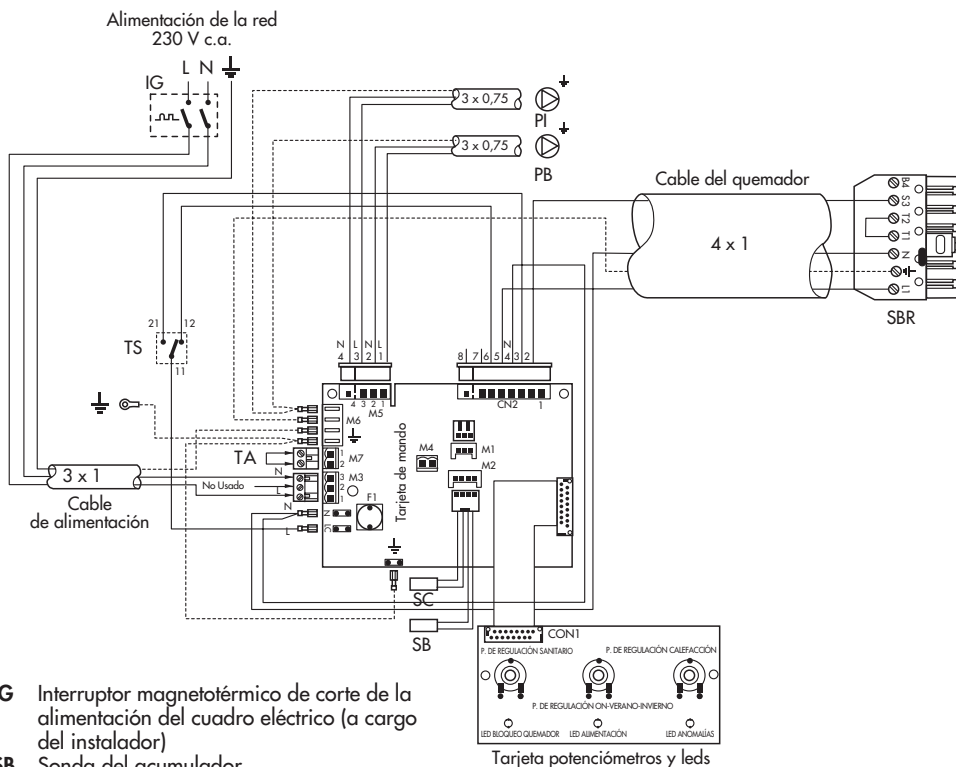 Alimentación de la red
230 V c.a.
L N
IG
3 x 0,75
PI
3 x 0,75
PB
Cable del quemador
4 x 1
B4
S3
T2
T1
N
L1
SBR
21 12
TS
11
N L N L
4 3 2 1
N
8 7 6 5 4 3 2
4 3 2 1
M5
CN2 1
M6
TA
1
2
M7
M4
M1
M2
Tarjeta de mando
3 x 1
Cable
de alimentación
N
No Usado
L
3
2
1
M3
F1
N
N
L
C
SC
SB
CON1
P. DE REGULACIÓN SANITARIO
P. DE REGULACIÓN CALEFACCIÓN
P. DE REGULACIÓN ON-VERANO-INVIERNO
LED BLOQUEO QUEMADOR
LED ALIMENTACIÓN
LED ANOMALÍAS
Tarjeta potenciómetros y leds
G Interruptor magnetotérmico de corte de la
alimentación del cuadro eléctrico (a cargo
del instalador)
SB Sonda del acumulador